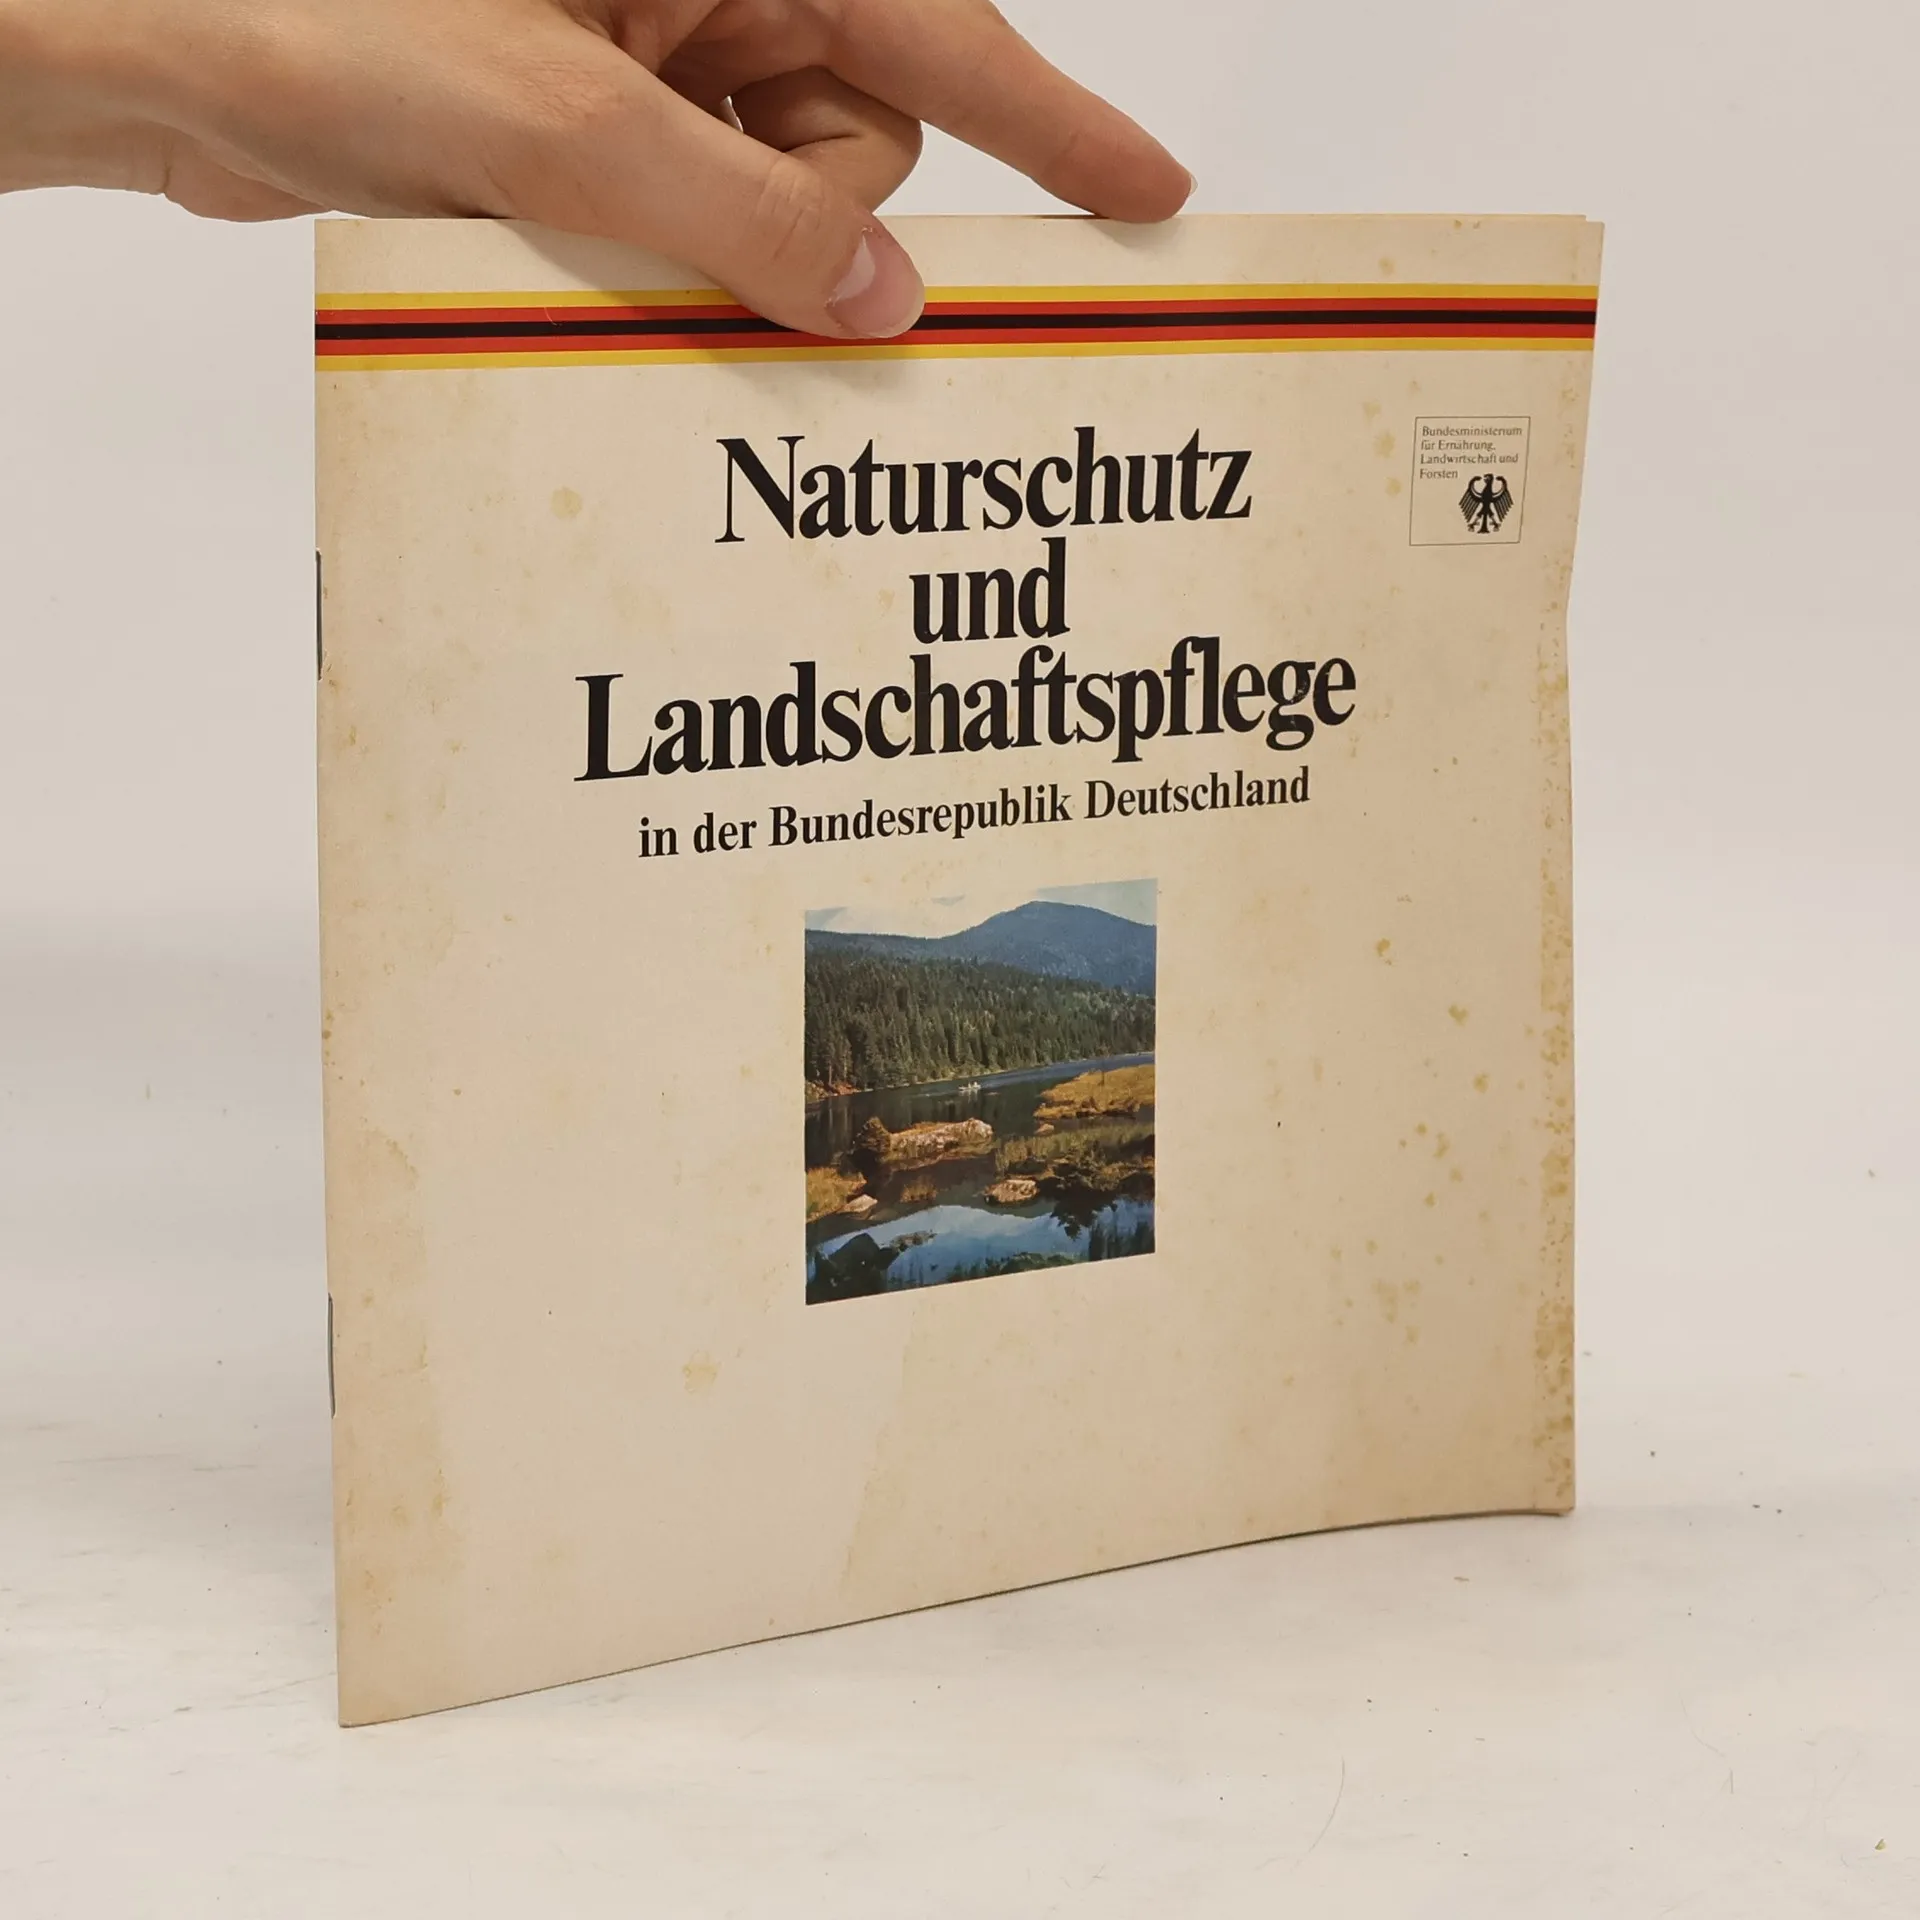 Naturschutz
und
Landschaftspflege
in der Bundesrepublik Deutschland
Bundesministerium
für Ernährung,
Landwirtschaft und
Forsten